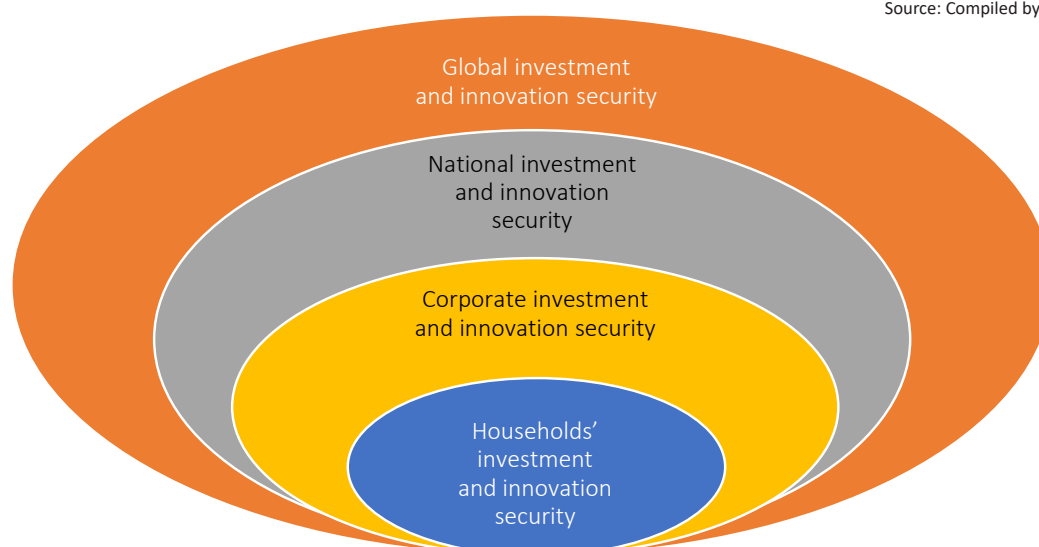 Source: Compiled by
Global investment
and innovation security
National investment
and innovation
security
Corporate investment
and innovation security
Households’
investment
and innovation
security